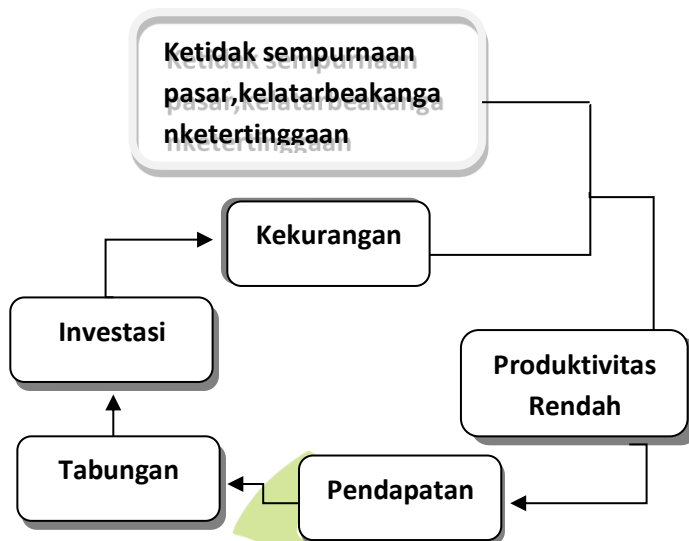 Ketidak sempurnaan
pasar,kelatarbeakanga
nketertinggaan
Kekurangan
Investasi
Produktivitas
Rendah
Tabungan
Pendapatan